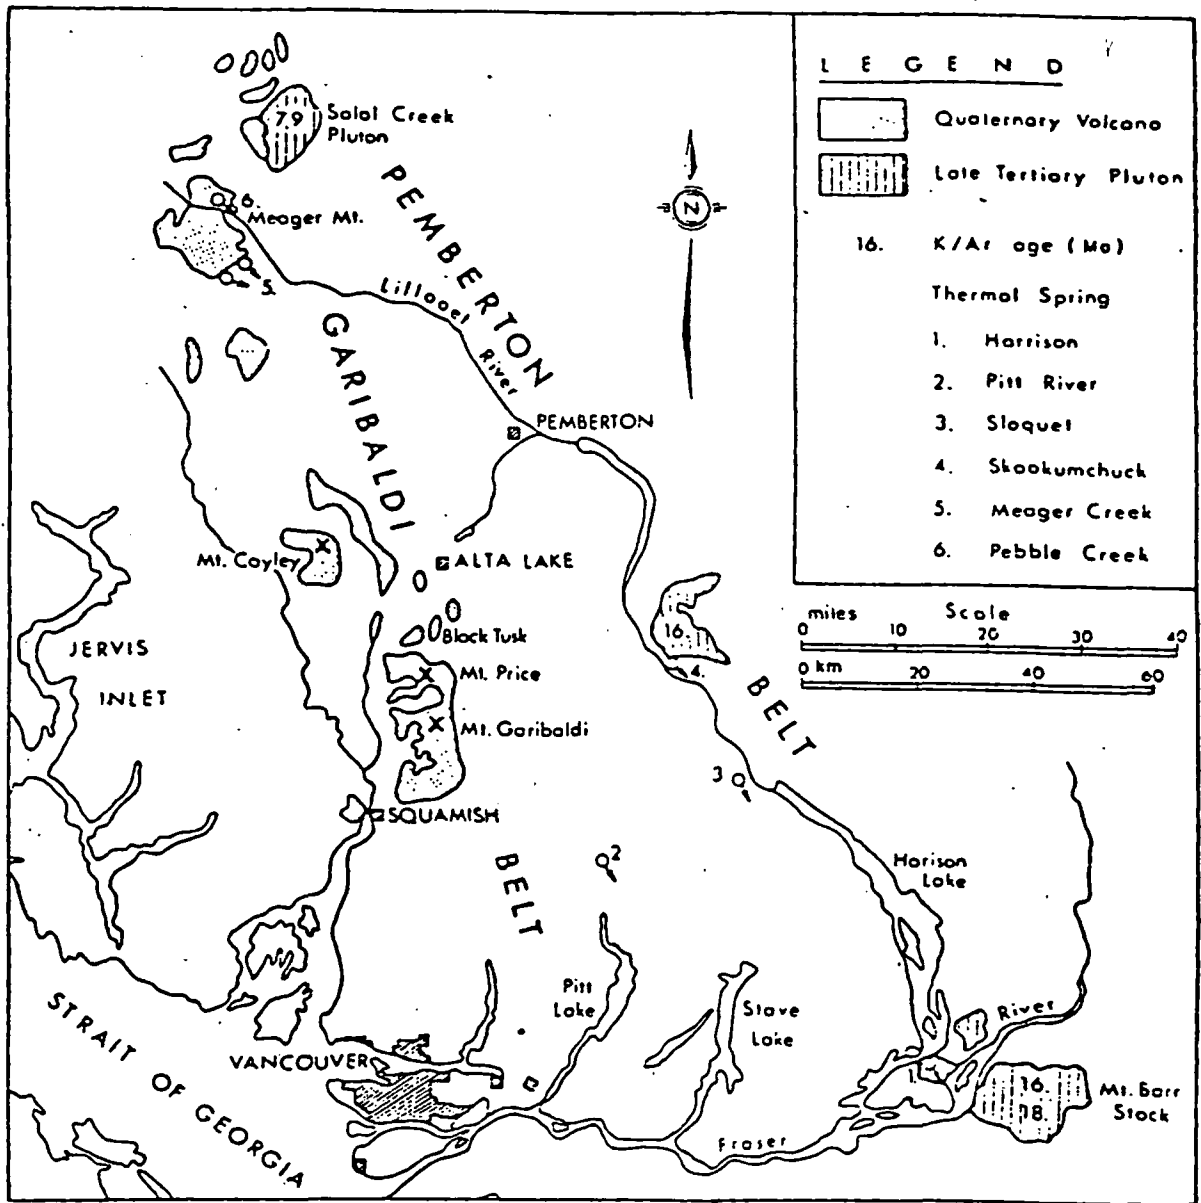 LEGEND
Quaternary Volcano
Late Tertiary Pluton
16. K/Ar age (Ma)
Thermal Spring
1. Harrison
2. Pitt River
3. Sloquet
4. Skookumchuck
5. Meager Creek
6. Pebble Creek
miles Scale
0 10 20 30 40
0 km 20 40 60
7.9
Salal Creek
Pluton
6.
Meager Mt.
5.
PEMBERTON
BELT
Lillooet
River
GARIBALDI
BELT
N
PEMBERTON
Mt. Cayley
ALTA LAKE
Black Tusk
Mt. Price
Mt. Garibaldi
16.
4.
JERVIS
INLET
3
SQUAMISH
2
Harison
Lake
Pitt
Lake
Stave
Lake
River
STRAIT OF GEORGIA
VANCOUVER
1.
16.
18.
Mt. Barr
Stock
Fraser